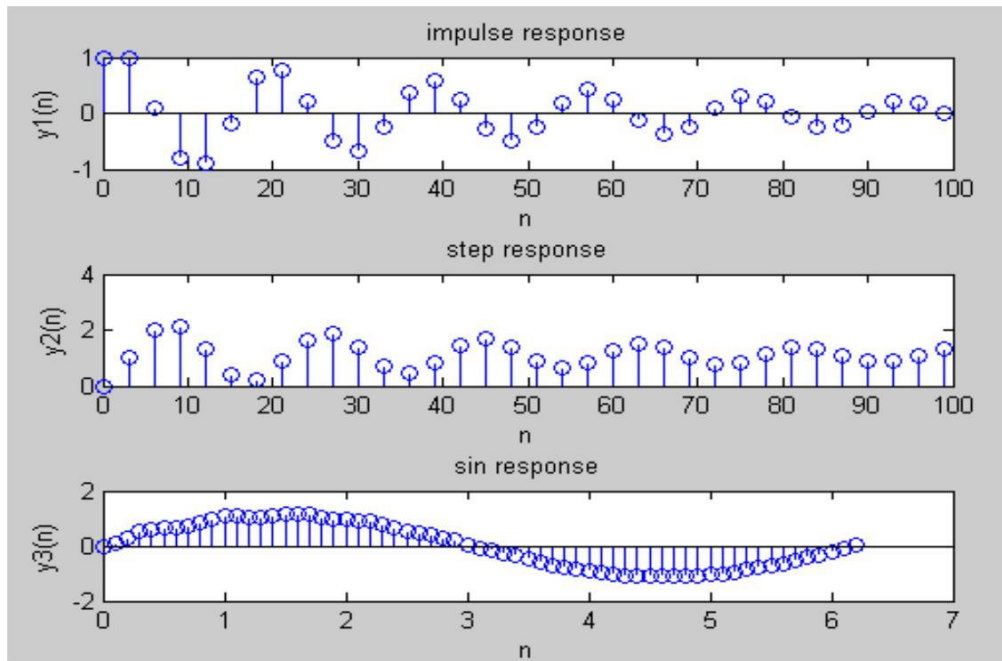 impulse response
1
0
-1
y1(n)
0 10 20 30 40 50 60 70 80 90 100
n
step response
4
2
0
y2(n)
0 10 20 30 40 50 60 70 80 90 100
n
sin response
2
0
-2
y3(n)
0 1 2 3 4 5 6 7
n